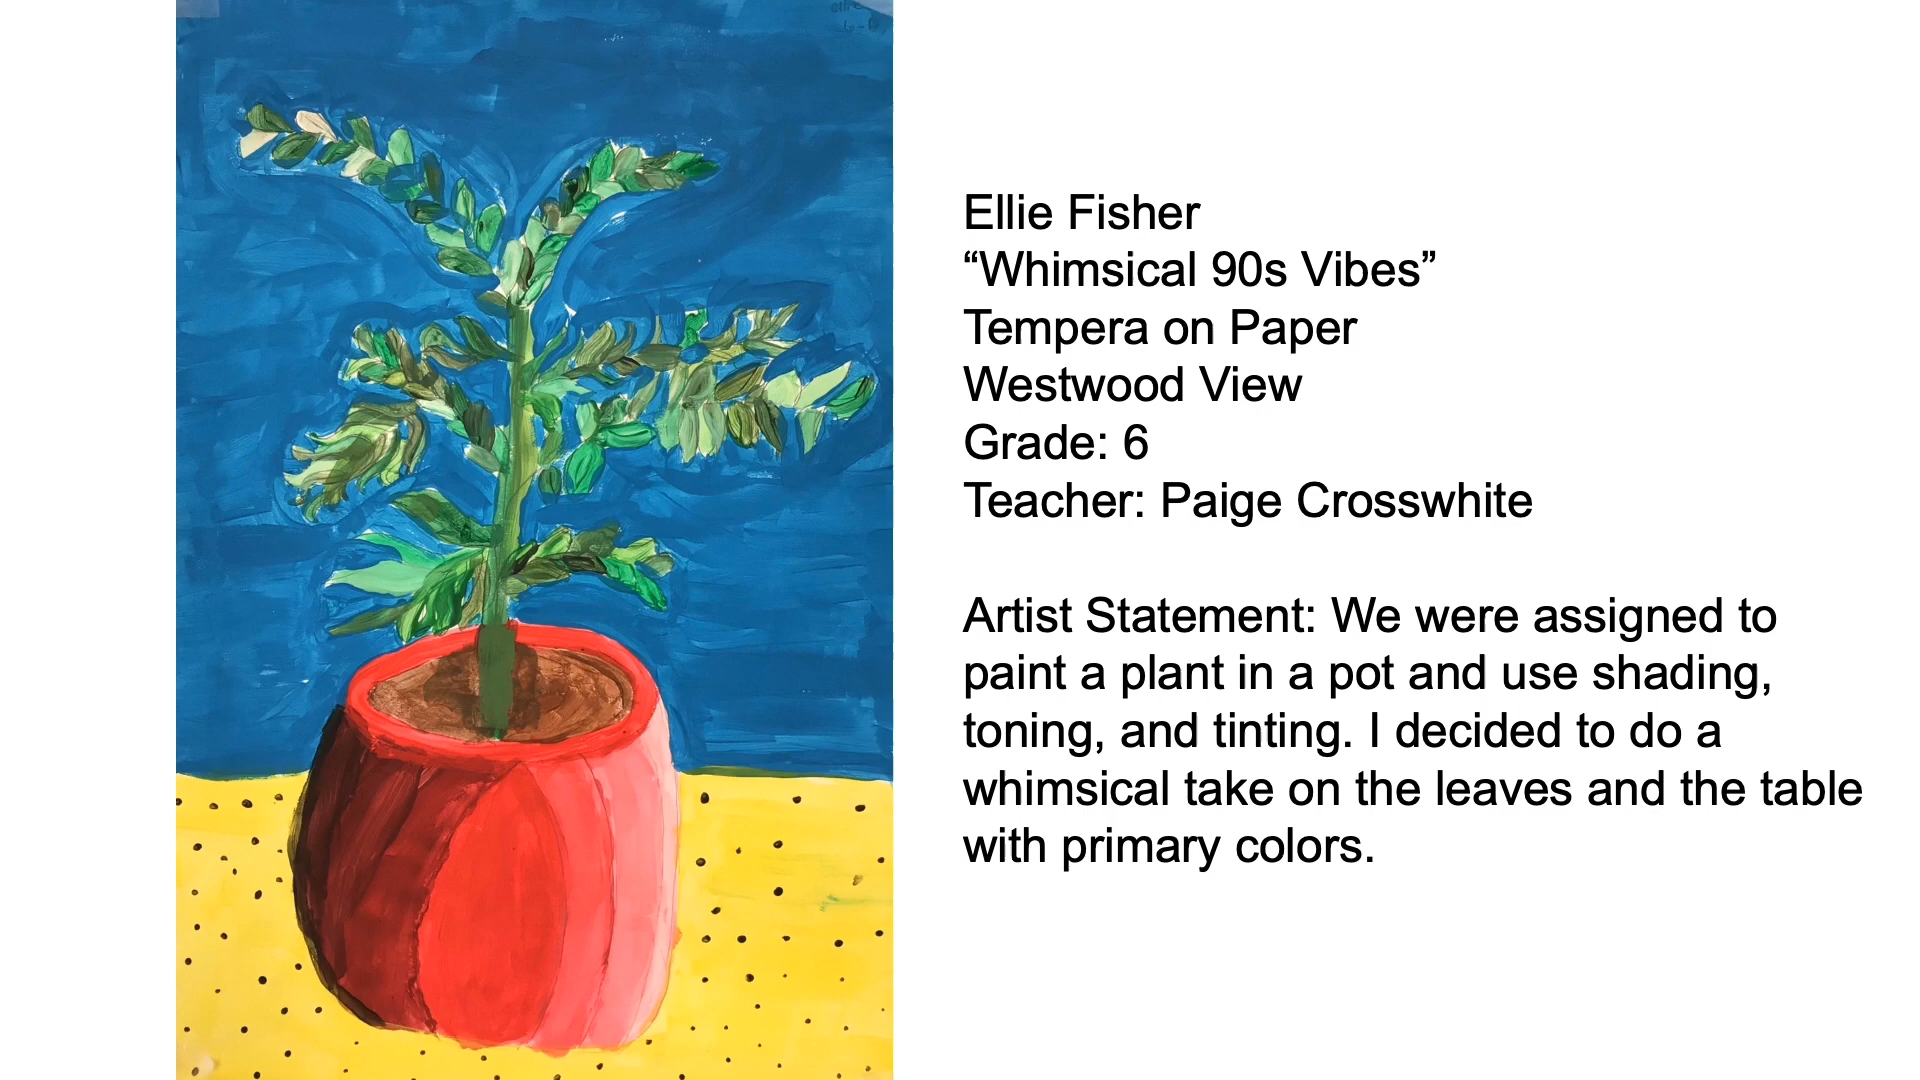 Ellie Fisher
“Whimsical 90s Vibes”
Tempera on Paper
Westwood View
Grade: 6
Teacher: Paige Crosswhite
Artist Statement: We were assigned to
paint a plant in a pot and use shading,
toning, and tinting. I decided to do a
whimsical take on the leaves and the table
with primary colors.